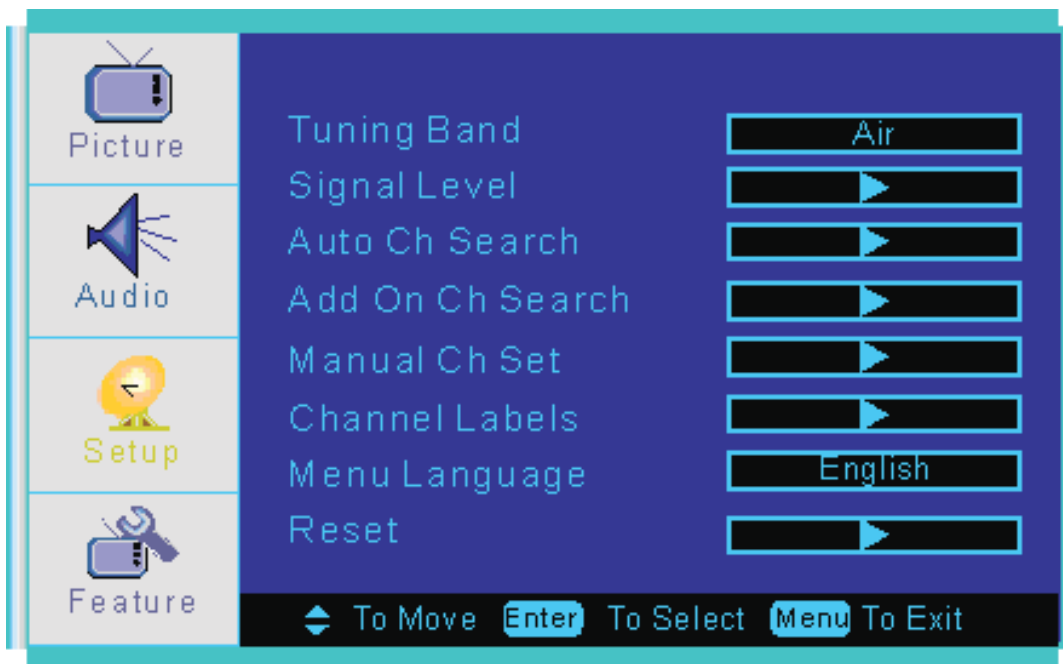 Picture
Audio
Setup
Feature
Tuning Band Air
Signal Level
Auto Ch Search
Add On Ch Search
Manual Ch Set
Channel Labels
Menu Language English
Reset
To Move Enter To Select Menu To Exit